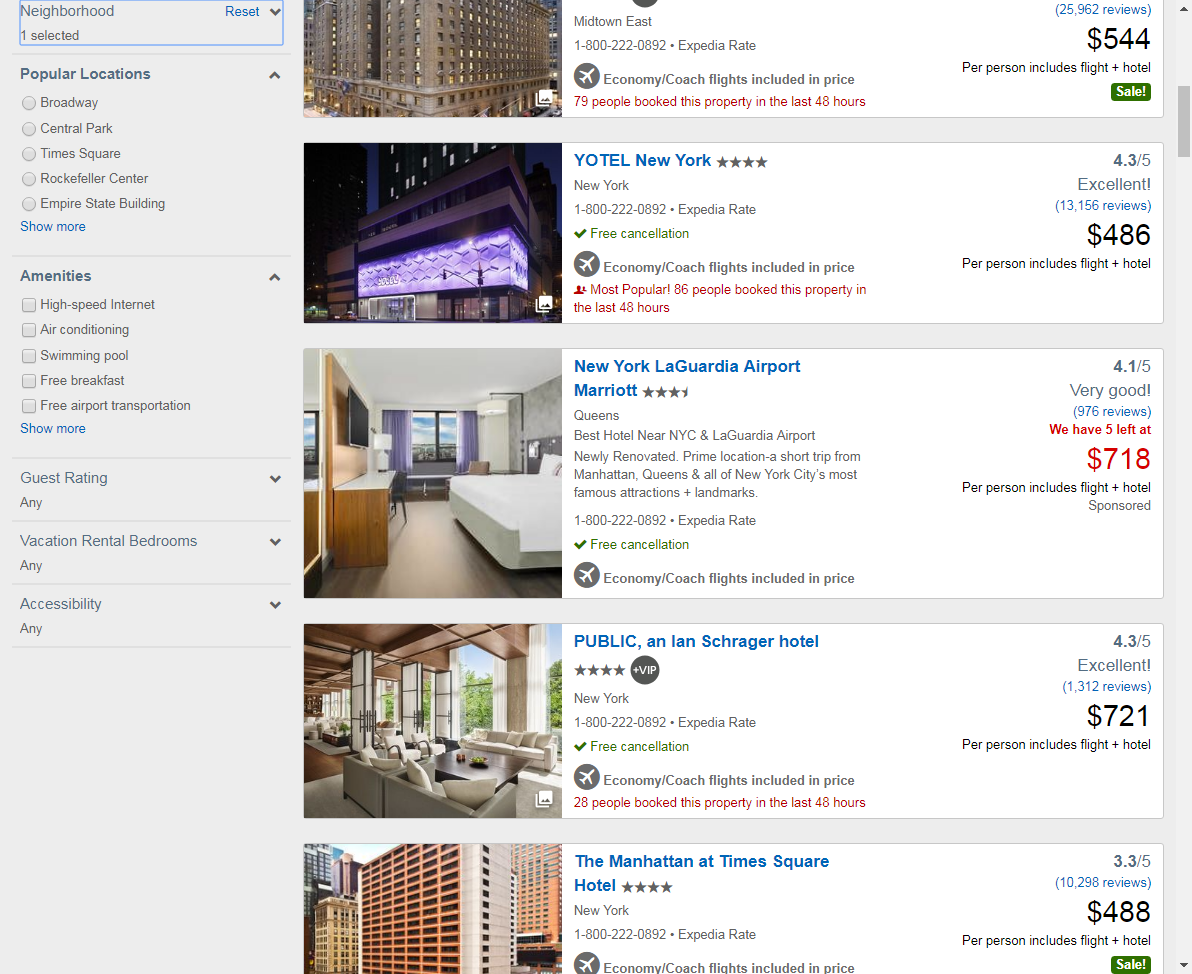 Neighborhood
Reset
1 selected
Popular Locations
Broadway
Central Park
Times Square
Rockefeller Center
Empire State Building
Show more
Amenities
High-speed Internet
Air conditioning
Swimming pool
Free breakfast
Free airport transportation
Show more
Guest Rating
Any
Vacation Rental Bedrooms
Any
Accessibility
Any
Midtown East
1-800-222-0892 • Expedia Rate
Economy/Coach flights included in price
79 people booked this property in the last 48 hours
(25,962 reviews)
$544
Per person includes flight + hotel
Sale!
YOTEL New York
New York
1-800-222-0892 • Expedia Rate
Free cancellation
Economy/Coach flights included in price
Most Popular! 86 people booked this property in
the last 48 hours
4.3/5
Excellent!
(13,156 reviews)
$486
Per person includes flight + hotel
New York LaGuardia Airport
Marriott
Queens
Best Hotel Near NYC & LaGuardia Airport
Newly Renovated. Prime location-a short trip from
Manhattan, Queens & all of New York City's most
famous attractions + landmarks.
1-800-222-0892 • Expedia Rate
Free cancellation
Economy/Coach flights included in price
4.1/5
Very good!
(976 reviews)
We have 5 left at
$718
Per person includes flight + hotel
Sponsored
PUBLIC, an Ian Schrager hotel
+VIP
New York
1-800-222-0892 • Expedia Rate
Free cancellation
Economy/Coach flights included in price
28 people booked this property in the last 48 hours
4.3/5
Excellent!
(1,312 reviews)
$721
Per person includes flight + hotel
The Manhattan at Times Square
Hotel
New York
1-800-222-0892 • Expedia Rate
Economy/Coach flights included in price
3.3/5
(10,298 reviews)
$488
Per person includes flight + hotel
Sale!